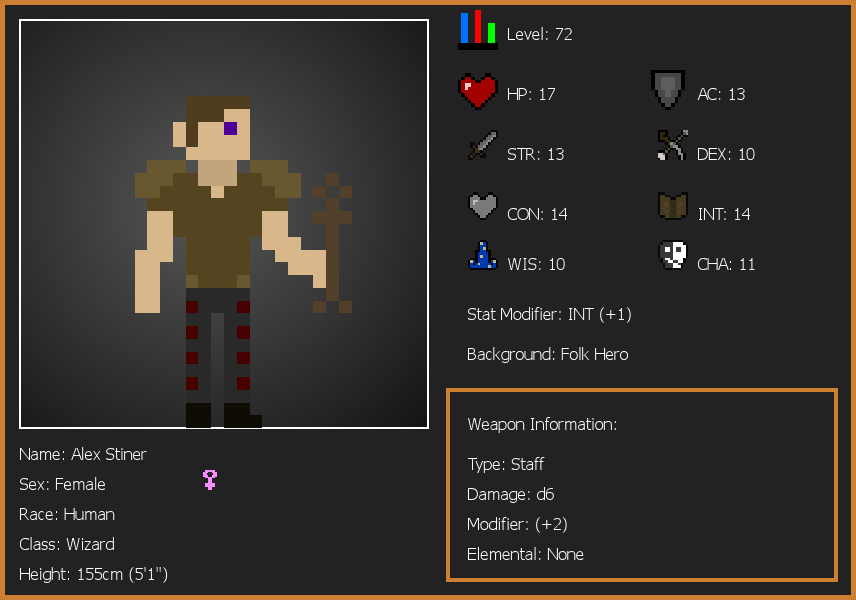 Level: 72
HP: 17
AC: 13
STR: 13
DEX: 10
CON: 14
INT: 14
WIS: 10
CHA: 11
Stat Modifier: INT (+1)
Background: Folk Hero
Weapon Information:
Type: Staff
Damage: d6
Modifier: (+2)
Elemental: None
Name: Alex Stiner
Sex: Female
Race: Human
Class: Wizard
Height: 155cm (5'1")